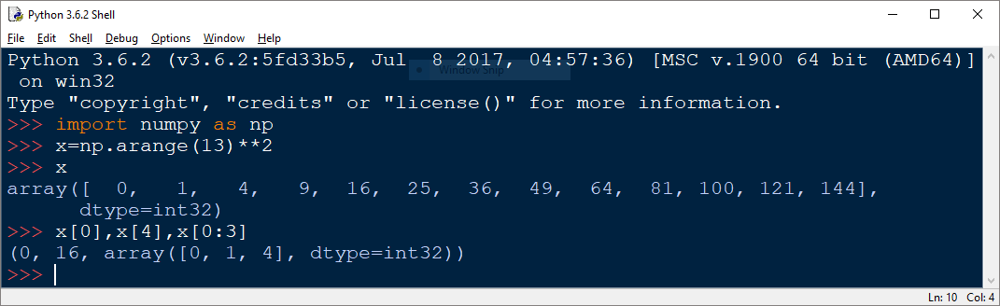 Python 3.6.2 Shell
File Edit Shell Debug Options Window Help
Python 3.6.2 (v3.6.2:5fd33b5, Jul  8 2017, 04:57:36) [MSC v.1900 64 bit (AMD64)]
 on win32
Window Snip
Type "copyright", "credits" or "license()" for more information.
>>> import numpy as np
>>> x=np.arange(13)**2
>>> x
array([  0,   1,   4,   9,  16,  25,  36,  49,  64,  81, 100, 121, 144],
      dtype=int32)
>>> x[0],x[4],x[0:3]
(0, 16, array([0, 1, 4], dtype=int32))
>>>
Ln: 10 Col: 4